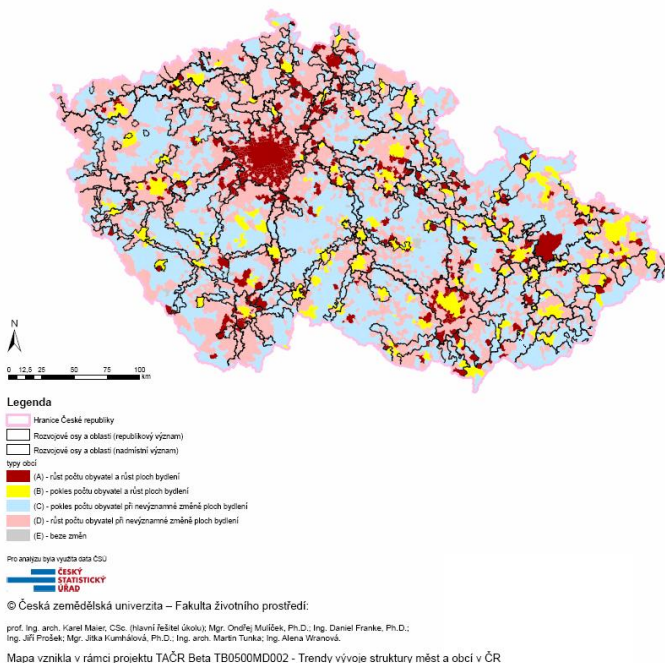 N
0 12,5 25 50 75 100
km
Legenda
Hranice České republiky
Rozvojové osy a oblasti (republikový význam)
Rozvojové osy a oblasti (nadmístní význam)
typy obcí
(A) - růst počtu obyvatel a růst ploch bydlení
(B) - pokles počtu obyvatel a růst ploch bydlení
(C) - pokles počtu obyvatel při nevýznamné změně ploch bydlení
(D) - růst počtu obyvatel při nevýznamné změně ploch bydlení
(E) - beze změn
Pro analýzu byla využita data ČSÚ
ČESKÝ
STATISTICKÝ
ÚŘAD
© Česká zemědělská univerzita – Fakulta životního prostředí:
prof. Ing. arch. Karel Maier, CSc. (hlavní řešitel úkolu); Mgr. Ondřej Mulíček, Ph.D.; Ing. Daniel Franke, Ph.D.;
Ing. Jiří Prošek; Mgr. Jitka Kumhálová, Ph.D.; Ing. arch. Martin Tunka; Ing. Alena Wranová.
Mapa vznikla v rámci projektu TAČR Beta TB0500MD002 - Trendy vývoje struktury měst a obcí v ČR